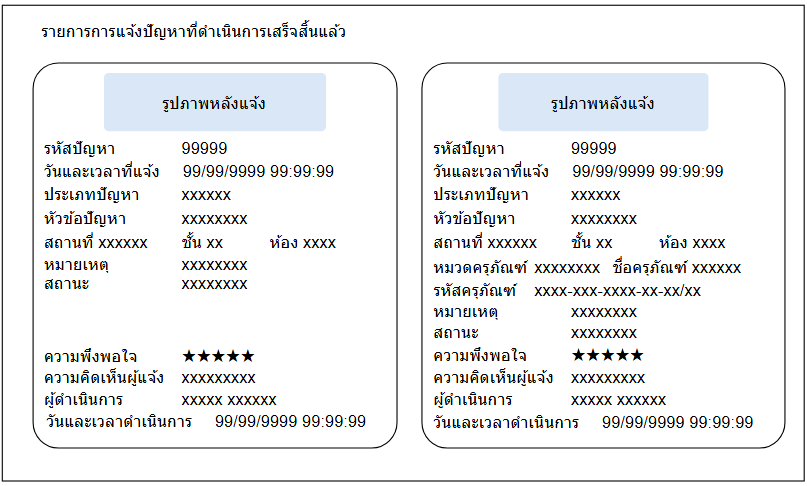 รายการการแจ้งปัญหาที่ดำเนินการเสร็จสิ้นแล้ว
รูปภาพหลังแจ้ง
รหัสปัญหา 99999
วันและเวลาที่แจ้ง 99/99/9999 99:99:99
ประเภทปัญหา xxxxxx
หัวข้อปัญหา xxxxxxxx
สถานที่ xxxxxx ชั้น xx ห้อง xxxx
หมายเหตุ xxxxxxxx
สถานะ xxxxxxxx
ความพึงพอใจ ★★★★★
ความคิดเห็นผู้แจ้ง xxxxxxxxx
ผู้ดำเนินการ xxxxx xxxxxx
วันและเวลาดำเนินการ 99/99/9999 99:99:99
รูปภาพหลังแจ้ง
รหัสปัญหา 99999
วันและเวลาที่แจ้ง 99/99/9999 99:99:99
ประเภทปัญหา xxxxxx
หัวข้อปัญหา xxxxxxxx
สถานที่ xxxxxx ชั้น xx ห้อง xxxx
หมวดครุภัณฑ์ xxxxxxxx ชื่อครุภัณฑ์ xxxxxx
รหัสครุภัณฑ์ xxxx-xxx-xxxx-xx-xx/xx
หมายเหตุ xxxxxxxx
สถานะ xxxxxxxx
ความพึงพอใจ ★★★★★
ความคิดเห็นผู้แจ้ง xxxxxxxxx
ผู้ดำเนินการ xxxxx xxxxxx
วันและเวลาดำเนินการ 99/99/9999 99:99:99